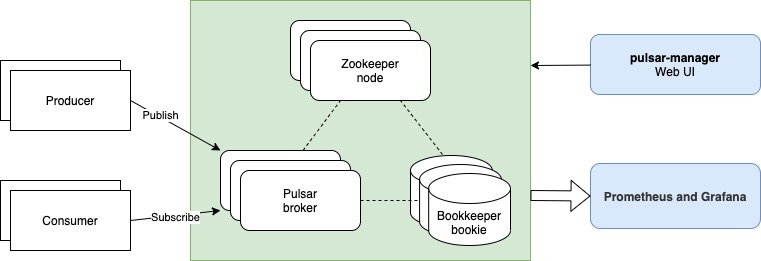 Zookeeper
node
pulsar-manager
Web UI
Producer
Publish
Pulsar
broker
Bookkeeper
bookie
Prometheus and Grafana
Consumer
Subscribe